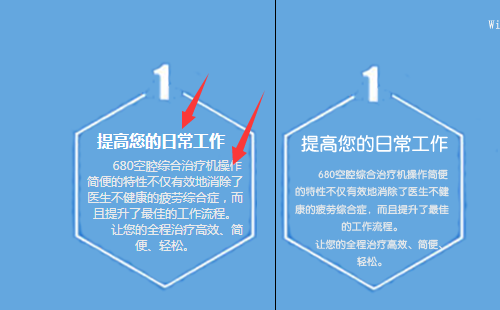 Wi
1
提高您的日常工作
680空腔综合治疗机操作
简便的特性不仅有效地消除了
医生不健康的疲劳综合症，而
且提升了最佳的工作流程。
让您的全程治疗高效、简
便、轻松。
1
提高您的日常工作
680空腔综合治疗机操作简便
的特性不仅有效地消除了医生不健
康的疲劳综合症，而且提升了最佳
的工作流程。
让您的全程治疗高效、简便、
轻松。